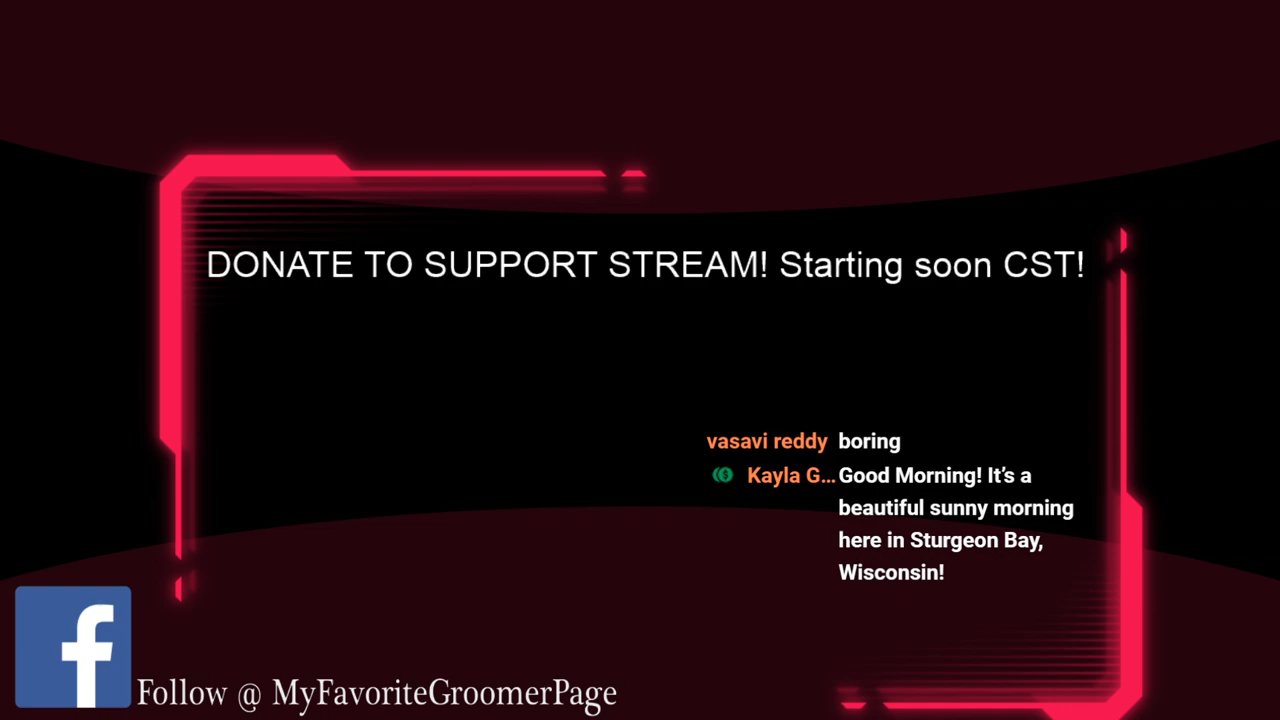 DONATE TO SUPPORT STREAM! Starting soon CST!
vasavi reddy boring
Kayla G… Good Morning! It’s a
beautiful sunny morning
here in Sturgeon Bay,
Wisconsin!
Follow @ MyFavoriteGroomerPage